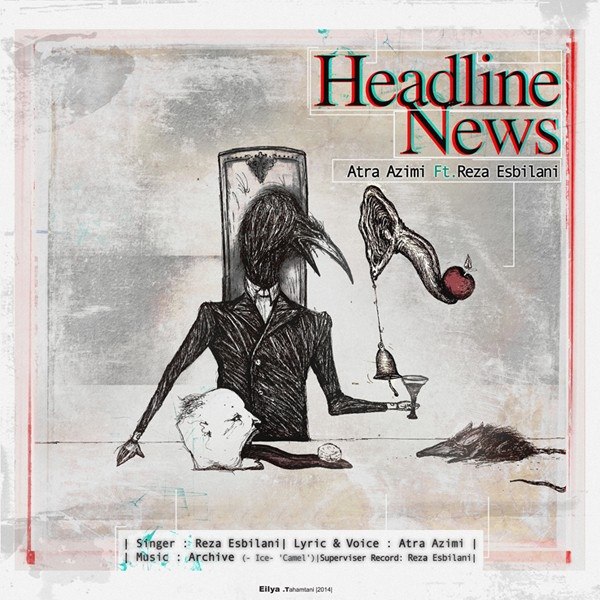 Headline
News
Atra Azimi Ft.Reza Esbilani
| Singer : Reza Esbilani| Lyric & Voice : Atra Azimi |
| Music : Archive (- Ice- 'Camel')|Superviser Record: Reza Esbilani|
Eilya .Tahamtani |2014|